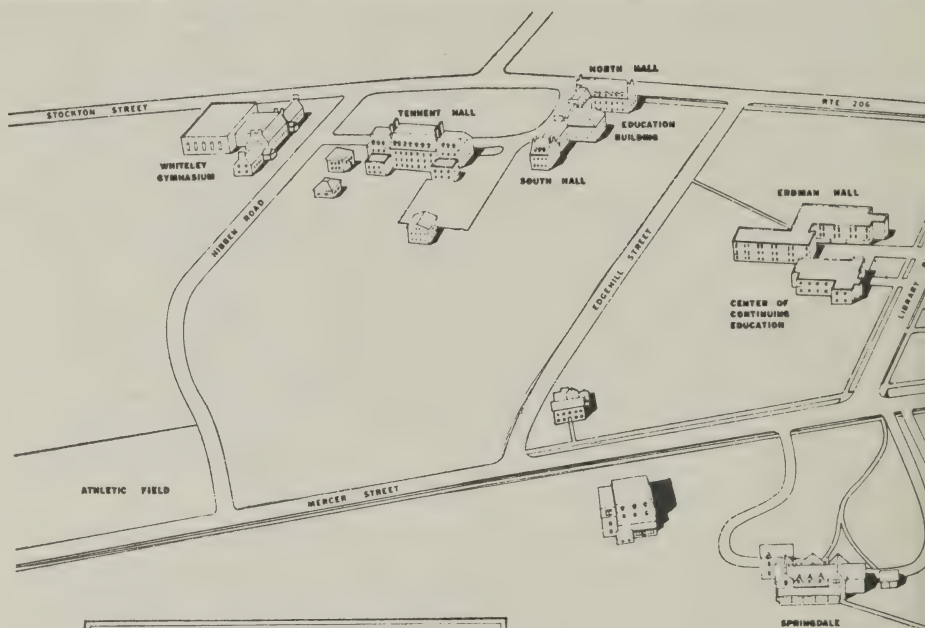 NORTH HALL
STOCKTON STREET
RTE 206
TENNENT HALL
EDUCATION
BUILDING
WHITELEY
GYMNASIUM
SOUTH HALL
ERDMAN HALL
HIBBEN ROAD
EDGEHILL STREET
CENTER OF
CONTINUING
EDUCATION
LIBRARY
ATHLETIC FIELD
MERCER STREET
SPRINGDALE